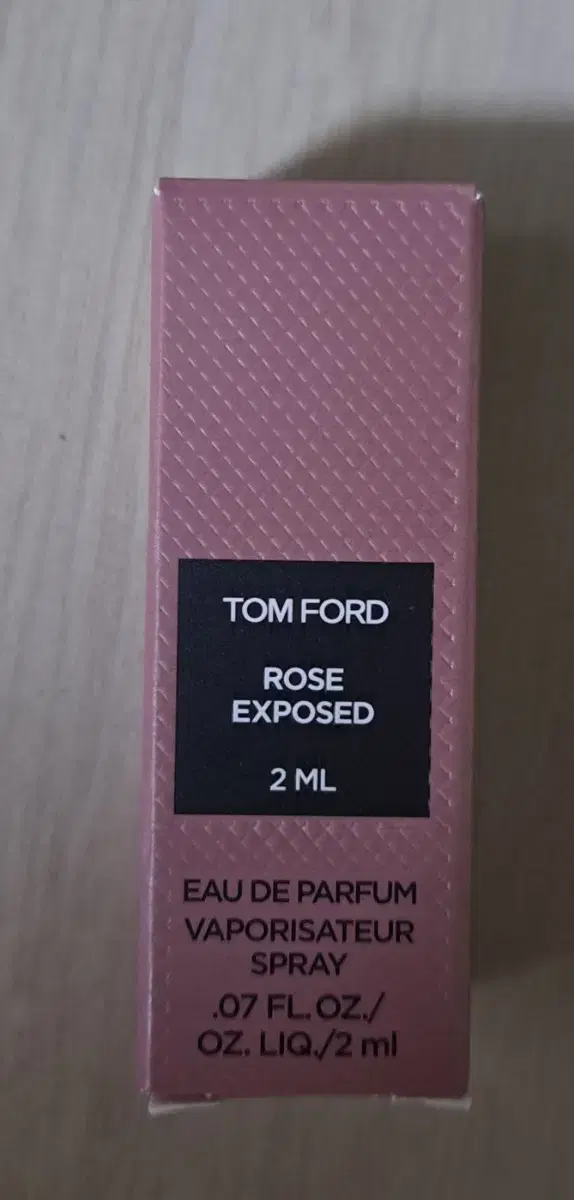 TOM FORD
ROSE
EXPOSED
2 ML
EAU DE PARFUM
VAPORISATEUR
SPRAY
.07 FL. OZ./
OZ. LIQ./2 ml